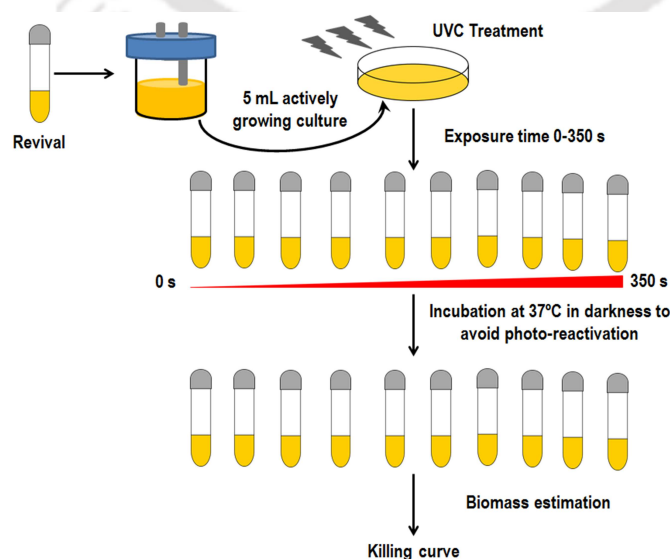 UVC Treatment
5 mL actively
growing culture
Revival
Exposure time 0-350 s
0 s
350 s
Incubation at 37ºC in darkness to
avoid photo-reactivation
Biomass estimation
Killing curve